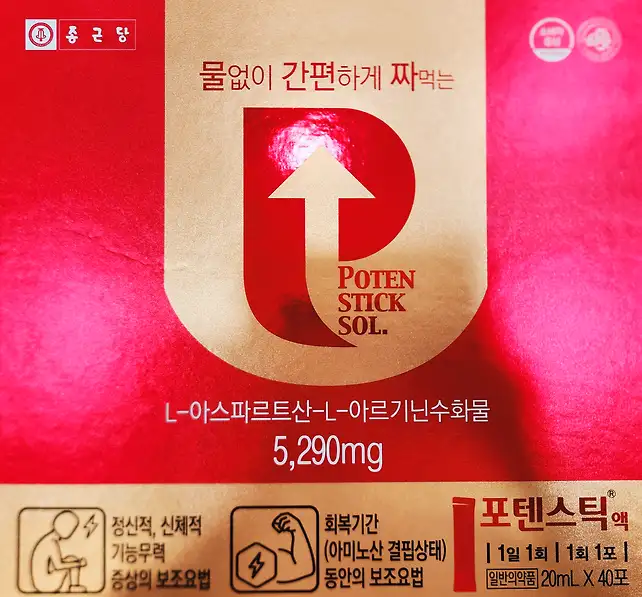 종근당
물없이 간편하게 짜먹는
POTEN
STICK
SOL.
L-아스파르트산-L-아르기닌수화물
5,290mg
정신적, 신체적
기능무력
증상의 보조요법
회복기간
(아미노산 결핍상태)
동안의 보조요법
포텐스틱® 액
| 1일 1회 | 1회 1포 |
일반의약품 20mL X 40포